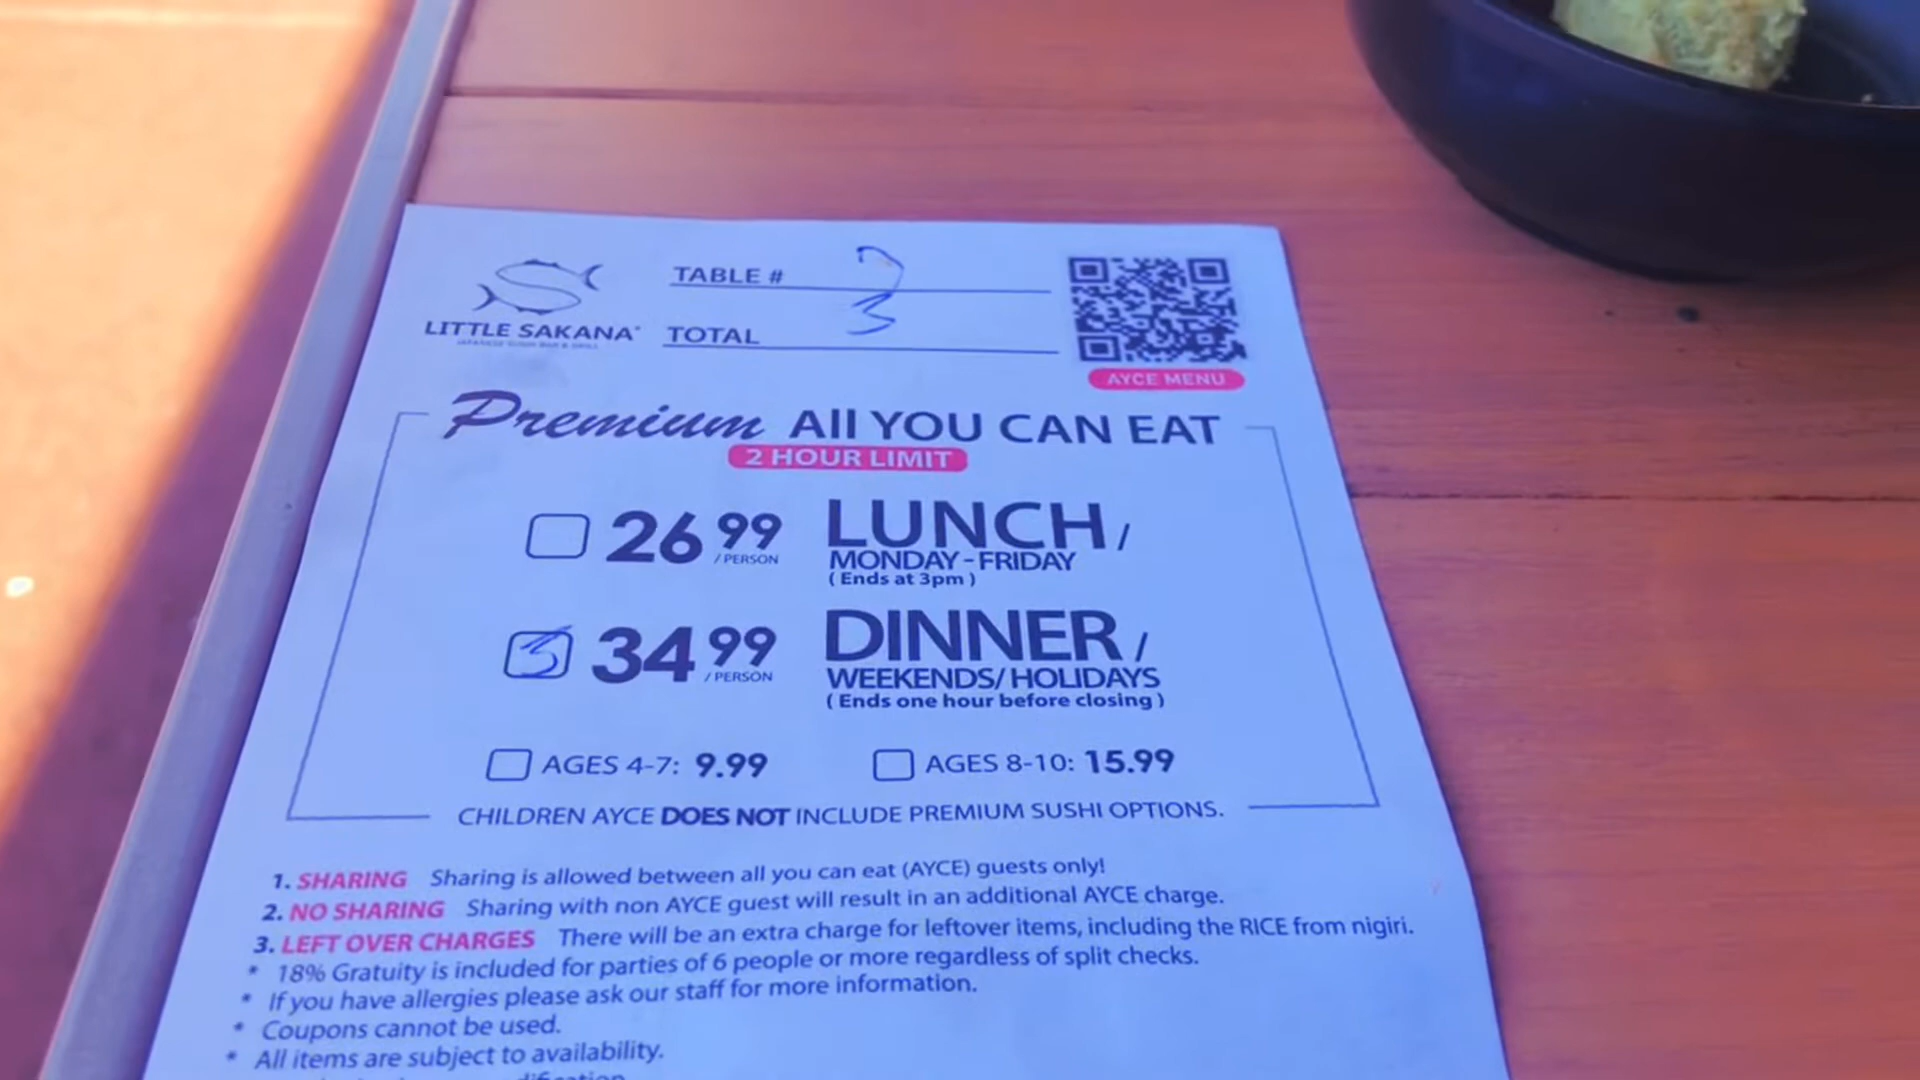 TABLE # 7
LITTLE SAKANA
TOTAL 3
AYCE MENU
Premium All YOU CAN EAT
2 HOUR LIMIT
26 99 / PERSON LUNCH /
MONDAY - FRIDAY
( Ends at 3pm )
3 34 99 / PERSON DINNER /
WEEKENDS/ HOLIDAYS
( Ends one hour before closing )
AGES 4-7: 9.99 AGES 8-10: 15.99
CHILDREN AYCE DOES NOT INCLUDE PREMIUM SUSHI OPTIONS.
1. SHARING Sharing is allowed between all you can eat (AYCE) guests only!
2. NO SHARING Sharing with non AYCE guest will result in an additional AYCE charge.
3. LEFT OVER CHARGES There will be an extra charge for leftover items, including the RICE from nigiri.
* 18% Gratuity is included for parties of 6 people or more regardless of split checks.
* If you have allergies please ask our staff for more information.
* Coupons cannot be used.
* All items are subject to availability.